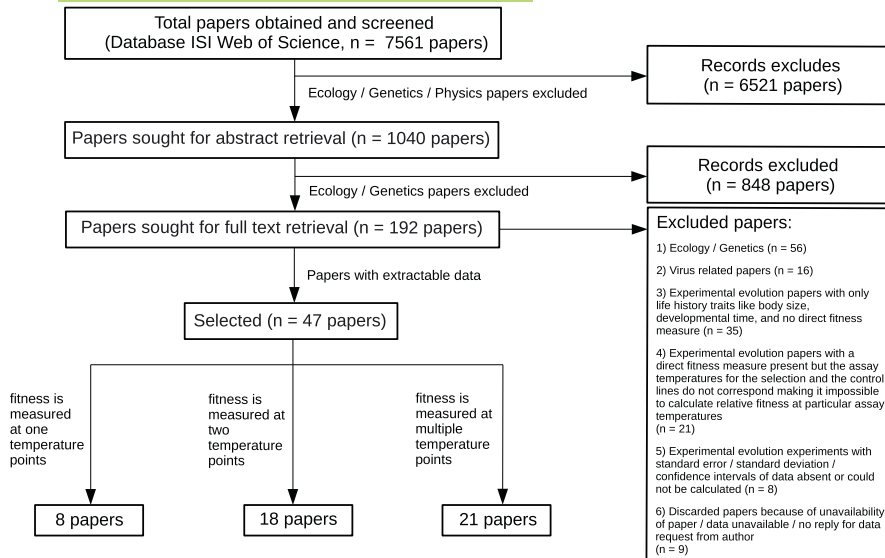 Total papers obtained and screened
(Database ISI Web of Science, n =  7561 papers)
Records excludes
(n = 6521 papers)
Ecology / Genetics / Physics papers excluded
Papers sought for abstract retrieval (n = 1040 papers)
Records excluded
(n = 848 papers)
Ecology / Genetics papers excluded
Papers sought for full text retrieval (n = 192 papers)
Excluded papers:
1) Ecology / Genetics (n = 56)
2) Virus related papers (n = 16)
3) Experimental evolution papers with only
life history traits like body size,
developmental time, and no direct fitness
measure (n = 35)
4) Experimental evolution papers with a
direct fitness measure present but the assay
temperatures for the selection and the control
lines do not correspond making it impossible
to calculate relative fitness at particular assay
temperatures
(n = 21)
5) Experimental evolution experiments with
standard error / standard deviation /
confidence intervals of data absent or could
not be calculated (n = 8)
6) Discarded papers because of unavailability
of paper / data unavailable / no reply for data
request from author
(n = 9)
Papers with extractable data
Selected (n = 47 papers)
fitness is
measured
at one
temperature
points
fitness is
measured at
two
temperature
points
fitness is
measured at
multiple
temperature
points
8 papers
18 papers
21 papers